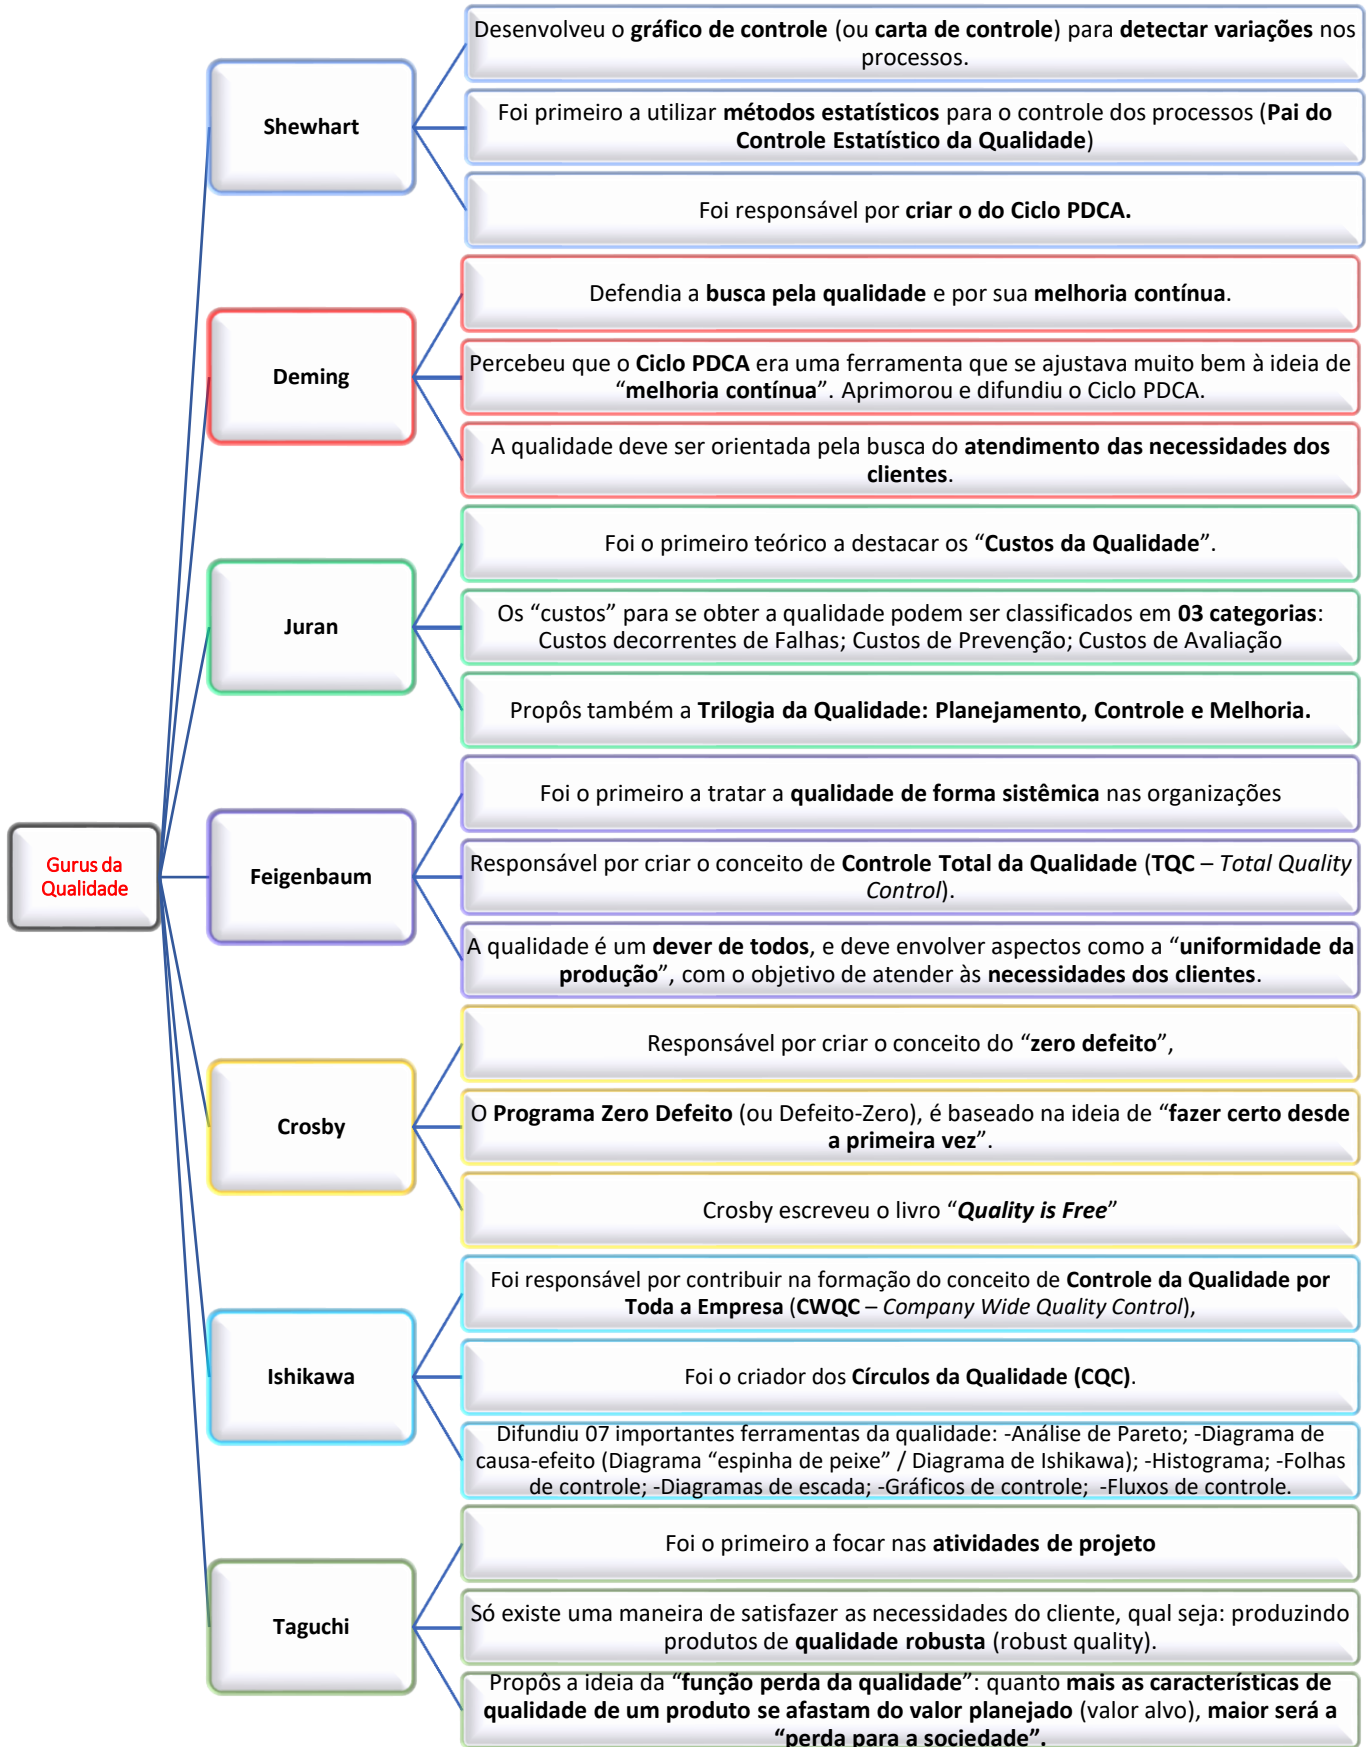 Desenvolveu o gráfico de controle (ou carta de controle) para detectar variações nos
processos.
Shewhart
Foi primeiro a utilizar métodos estatísticos para o controle dos processos (Pai do
Controle Estatístico da Qualidade)
Foi responsável por criar o do Ciclo PDCA.
Defendia a busca pela qualidade e por sua melhoria contínua.
Deming
Percebeu que o Ciclo PDCA era uma ferramenta que se ajustava muito bem à ideia de
“melhoria contínua”. Aprimorou e difundiu o Ciclo PDCA.
A qualidade deve ser orientada pela busca do atendimento das necessidades dos
clientes.
Foi o primeiro teórico a destacar os “Custos da Qualidade”.
Juran
Os “custos” para se obter a qualidade podem ser classificados em 03 categorias:
Custos decorrentes de Falhas; Custos de Prevenção; Custos de Avaliação
Propôs também a Trilogia da Qualidade: Planejamento, Controle e Melhoria.
Gurus da
Qualidade
Foi o primeiro a tratar a qualidade de forma sistêmica nas organizações
Feigenbaum
Responsável por criar o conceito de Controle Total da Qualidade (TQC – Total Quality
Control).
A qualidade é um dever de todos, e deve envolver aspectos como a “uniformidade da
produção”, com o objetivo de atender às necessidades dos clientes.
Responsável por criar o conceito do “zero defeito”,
Crosby
O Programa Zero Defeito (ou Defeito-Zero), é baseado na ideia de “fazer certo desde
a primeira vez”.
Crosby escreveu o livro “Quality is Free”
Foi responsável por contribuir na formação do conceito de Controle da Qualidade por
Toda a Empresa (CWQC – Company Wide Quality Control),
Ishikawa
Foi o criador dos Círculos da Qualidade (CQC).
Difundiu 07 importantes ferramentas da qualidade: -Análise de Pareto; -Diagrama de
causa-efeito (Diagrama “espinha de peixe” / Diagrama de Ishikawa); -Histograma; -Folhas
de controle; -Diagramas de escada; -Gráficos de controle; -Fluxos de controle.
Foi o primeiro a focar nas atividades de projeto
Taguchi
Só existe uma maneira de satisfazer as necessidades do cliente, qual seja: produzindo
produtos de qualidade robusta (robust quality).
Propôs a ideia da “função perda da qualidade”: quanto mais as características de
qualidade de um produto se afastam do valor planejado (valor alvo), maior será a
“perda para a sociedade”.